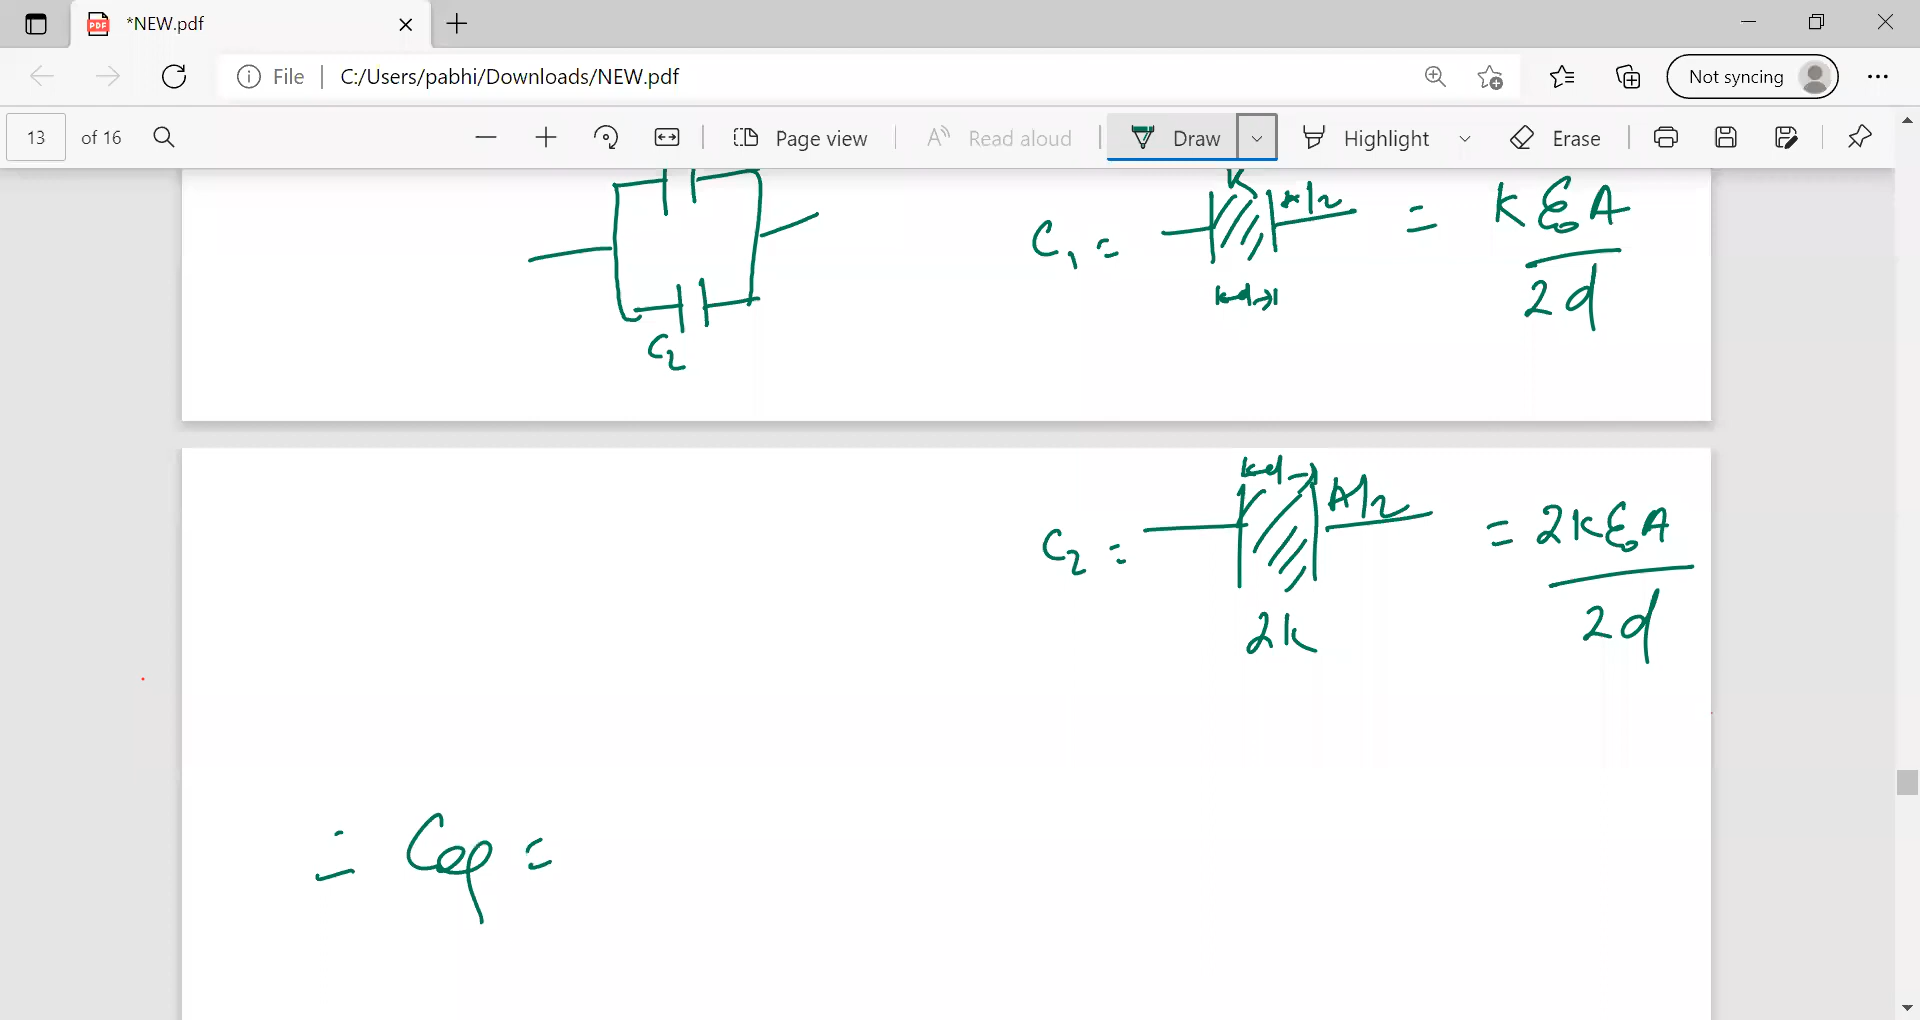 *NEW.pdf
File | C:/Users/pabhi/Downloads/NEW.pdf
Not syncing
13 of 16
Page view
Read aloud
Draw
Highlight
Erase
K
C₁ = A/2 = kε₀A / 2d
k-d→|
C₂
k-d→|
C₂ = A/2 = 2kε₀A / 2d
2k
∴ Ceq =